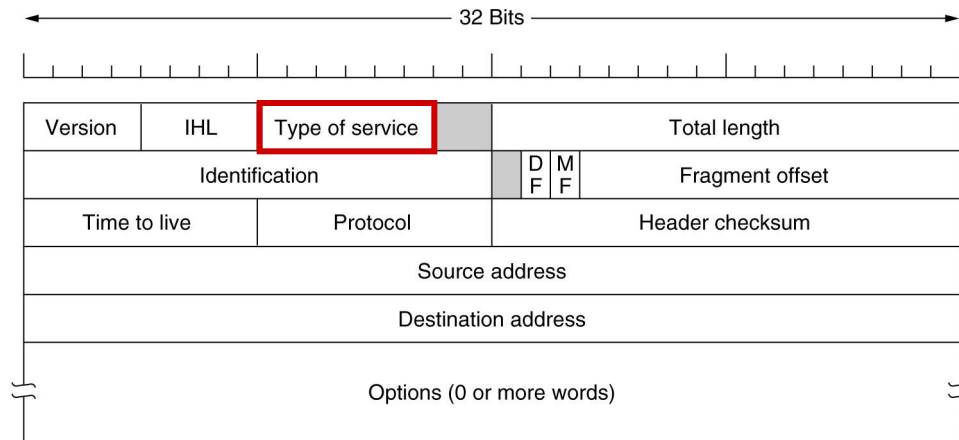 32 Bits
Version IHL Type of service Total length
Identification D F M F Fragment offset
Time to live Protocol Header checksum
Source address
Destination address
Options (0 or more words)